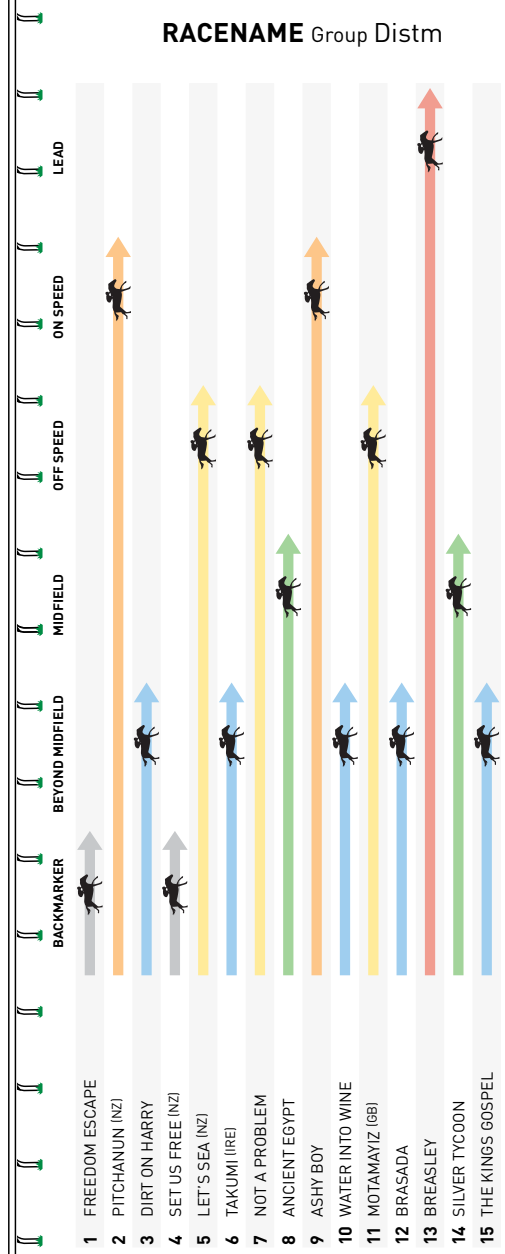 RACENAME Group Distm
LEAD
ON SPEED
OFF SPEED
MIDFIELD
BEYOND MIDFIELD
BACKMARKER
1 FREEDOM ESCAPE
2 PITCHANUN (NZ)
3 DIRT ON HARRY
4 SET US FREE (NZ)
5 LET'S SEA (NZ)
6 TAKUMI (IRE)
7 NOT A PROBLEM
8 ANCIENT EGYPT
9 ASHY BOY
10 WATER INTO WINE
11 MOTAMAYIZ (GB)
12 BRASADA
13 BREASLEY
14 SILVER TYCOON
15 THE KINGS GOSPEL